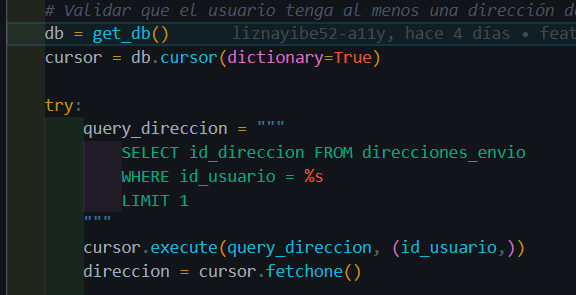 # Validar que el usuario tenga al menos una dirección
db = get_db() liznayibe52-a11y, hace 4 días • feat
cursor = db.cursor(dictionary=True)
try:
query_direccion = """
SELECT id_direccion FROM direcciones_envio
WHERE id_usuario = %s
LIMIT 1
"""
cursor.execute(query_direccion, (id_usuario,))
direccion = cursor.fetchone()